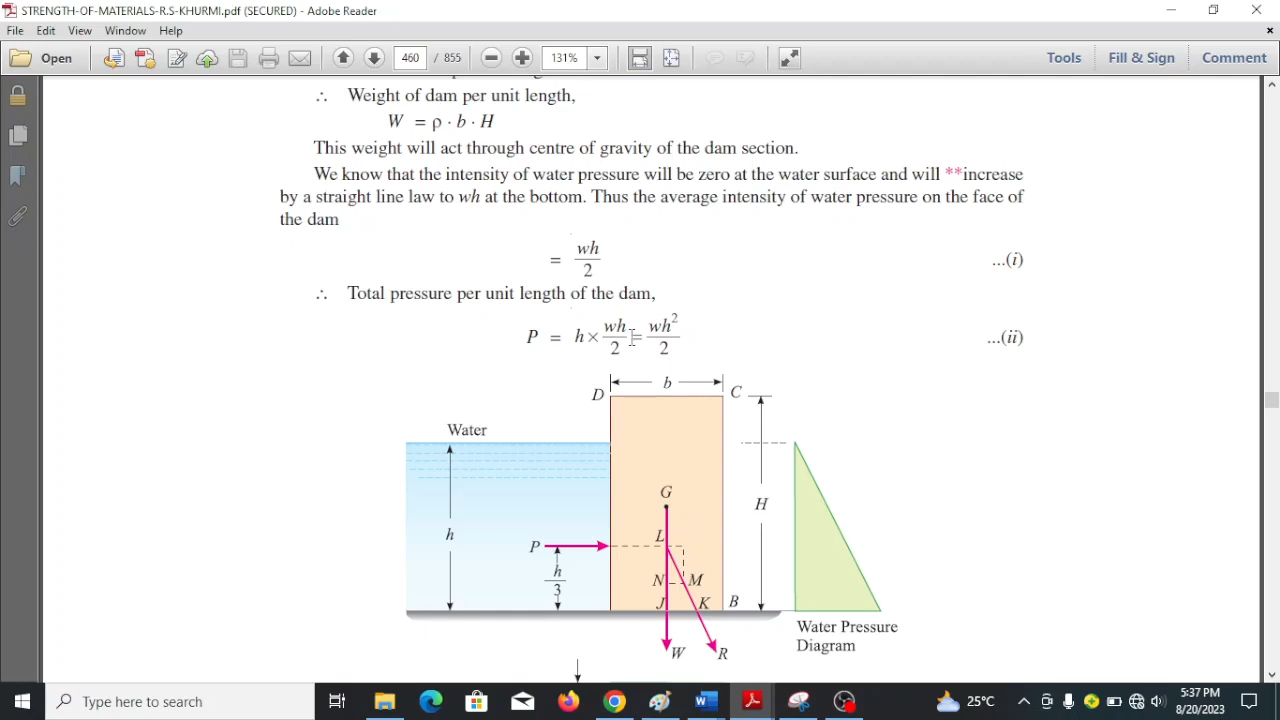 STRENGTH-OF-MATERIALS-R.S-KHURMI.pdf (SECURED) - Adobe Reader
File Edit View Window Help
Open 460 / 855 131% Tools Fill & Sign Comment
∴ Weight of dam per unit length,
W = ρ · b · H
This weight will act through centre of gravity of the dam section.
We know that the intensity of water pressure will be zero at the water surface and will **increase
by a straight line law to wh at the bottom. Thus the average intensity of water pressure on the face of
the dam
= wh/2 ...(i)
∴ Total pressure per unit length of the dam,
P = h × wh/2 = wh²/2 ...(ii)
b
D C
Water
G
H
h
L
P
h/3
N M
J K B
Water Pressure
Diagram
W R
Type here to search
25°C
5:37 PM
8/20/2023